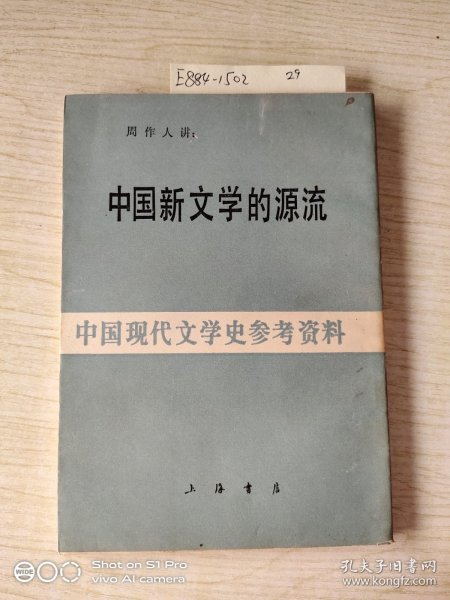 E884-1502 29
周作人讲:
中国新文学的源流
中国现代文学史参考资料
上海书店
Shot on S1 Pro
vivo AI camera
孔夫子旧书网
www.kongfz.com